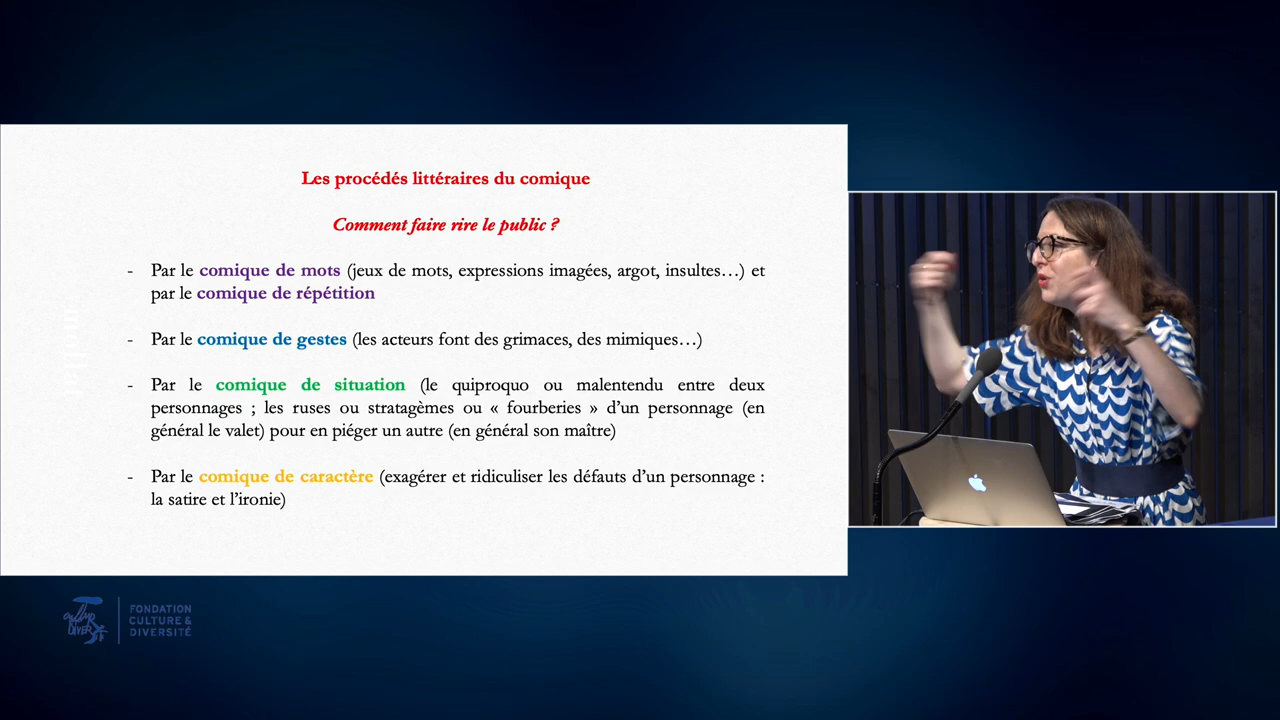 Les procédés littéraires du comique
Comment faire rire le public ?
- Par le comique de mots (jeux de mots, expressions imagées, argot, insultes…) et
par le comique de répétition
- Par le comique de gestes (les acteurs font des grimaces, des mimiques…)
- Par le comique de situation (le quiproquo ou malentendu entre deux
personnages ; les ruses ou stratagèmes ou « fourberies » d’un personnage (en
général le valet) pour en piéger un autre (en général son maître)
- Par le comique de caractère (exagérer et ridiculiser les défauts d’un personnage :
la satire et l’ironie)
FONDATION
CULTURE &
DIVERSITÉ